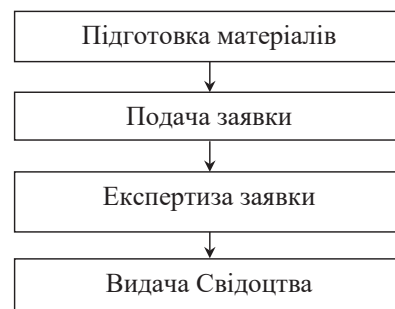 Підготовка матеріалів
Подача заявки
Експертиза заявки
Видача Свідоцтва